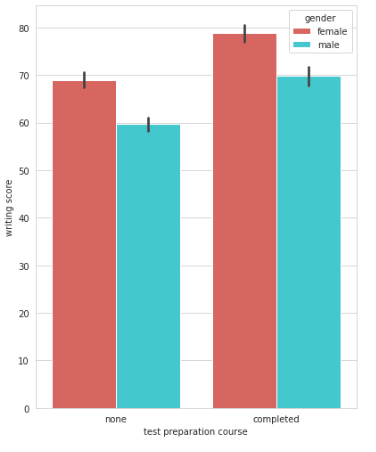 gender
female
male
80
70
60
50
40
30
20
10
0
writing score
none completed
test preparation course